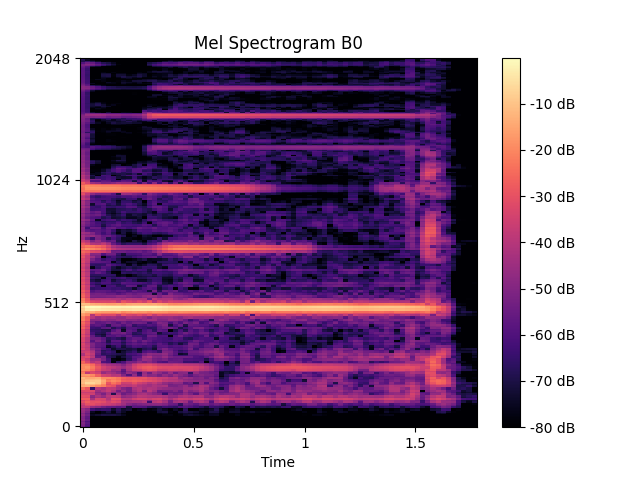 Mel Spectrogram B0
2048
1024
512
0
Hz
0
0.5
1
1.5
Time
-10 dB
-20 dB
-30 dB
-40 dB
-50 dB
-60 dB
-70 dB
-80 dB